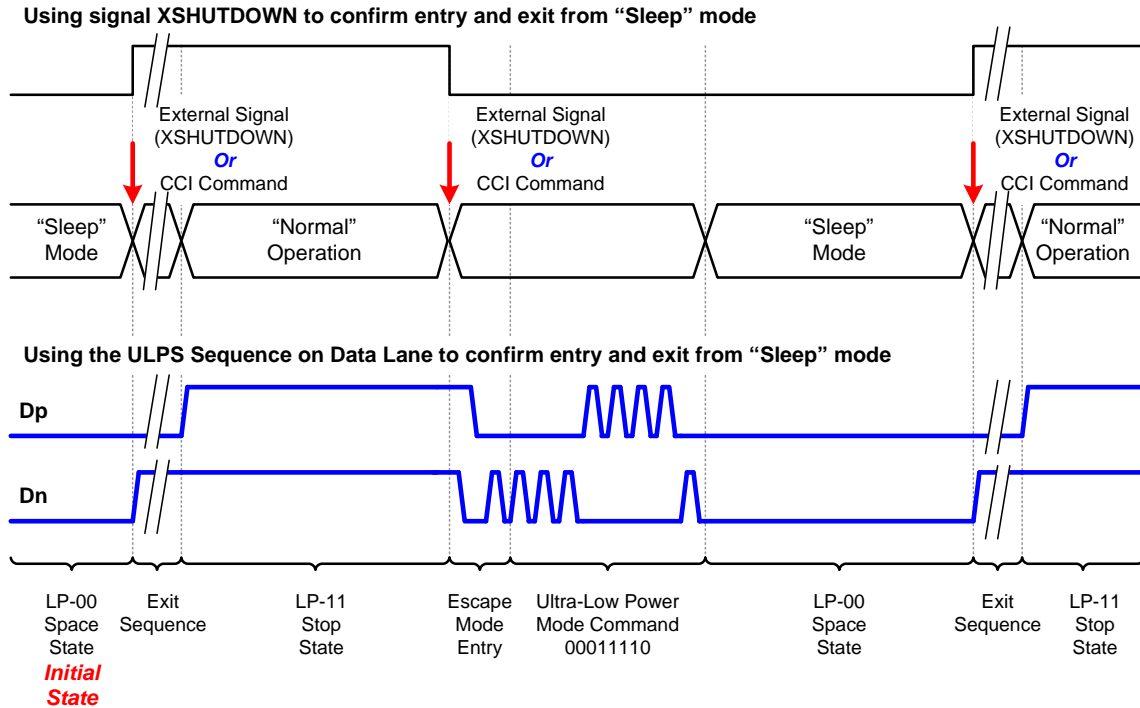 Using signal XSHUTDOWN to confirm entry and exit from “Sleep” mode
External Signal
(XSHUTDOWN)
Or
CCI Command
External Signal
(XSHUTDOWN)
Or
CCI Command
External Signal
(XSHUTDOWN)
Or
CCI Command
“Sleep”
Mode
“Normal”
Operation
“Sleep”
Mode
“Normal”
Operation
Using the ULPS Sequence on Data Lane to confirm entry and exit from “Sleep” mode
Dp
Dn
LP-00
Space
State
Initial
State
Exit
Sequence
LP-11
Stop
State
Escape
Mode
Entry
Ultra-Low Power
Mode Command
00011110
LP-00
Space
State
Exit
Sequence
LP-11
Stop
State